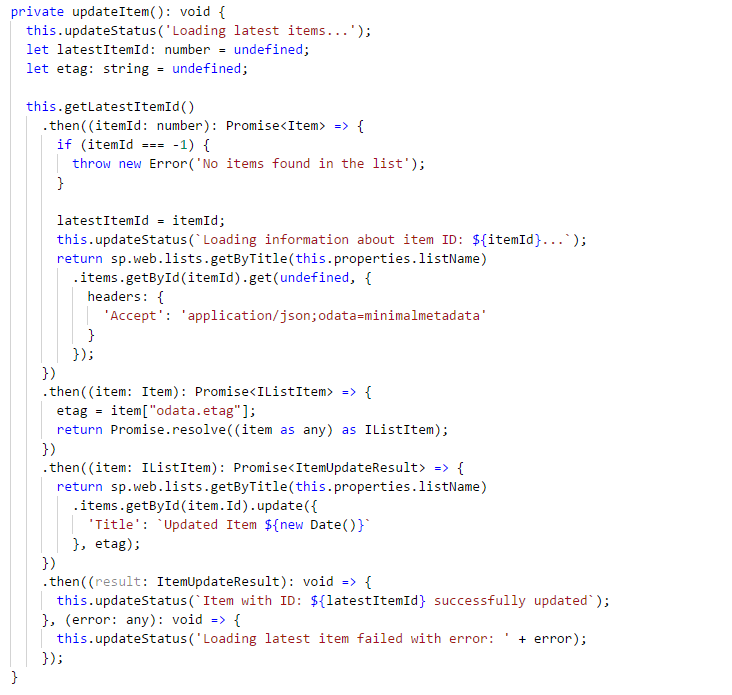 private updateItem(): void {
  this.updateStatus('Loading latest items...');
  let latestItemId: number = undefined;
  let etag: string = undefined;

  this.getLatestItemId()
    .then((itemId: number): Promise<Item> => {
      if (itemId === -1) {
        throw new Error('No items found in the list');
      }

      latestItemId = itemId;
      this.updateStatus(`Loading information about item ID: ${itemId}...`);
      return sp.web.lists.getByTitle(this.properties.listName)
        .items.getById(itemId).get(undefined, {
          headers: {
            'Accept': 'application/json;odata=minimalmetadata'
          }
        });
    })
    .then((item: Item): Promise<IListItem> => {
      etag = item["odata.etag"];
      return Promise.resolve((item as any) as IListItem);
    })
    .then((item: IListItem): Promise<ItemUpdateResult> => {
      return sp.web.lists.getByTitle(this.properties.listName)
        .items.getById(item.Id).update({
          'Title': `Updated Item ${new Date()}`
        }, etag);
    })
    .then((result: ItemUpdateResult): void => {
      this.updateStatus(`Item with ID: ${latestItemId} successfully updated`);
    }, (error: any): void => {
      this.updateStatus('Loading latest item failed with error: ' + error);
    });
}